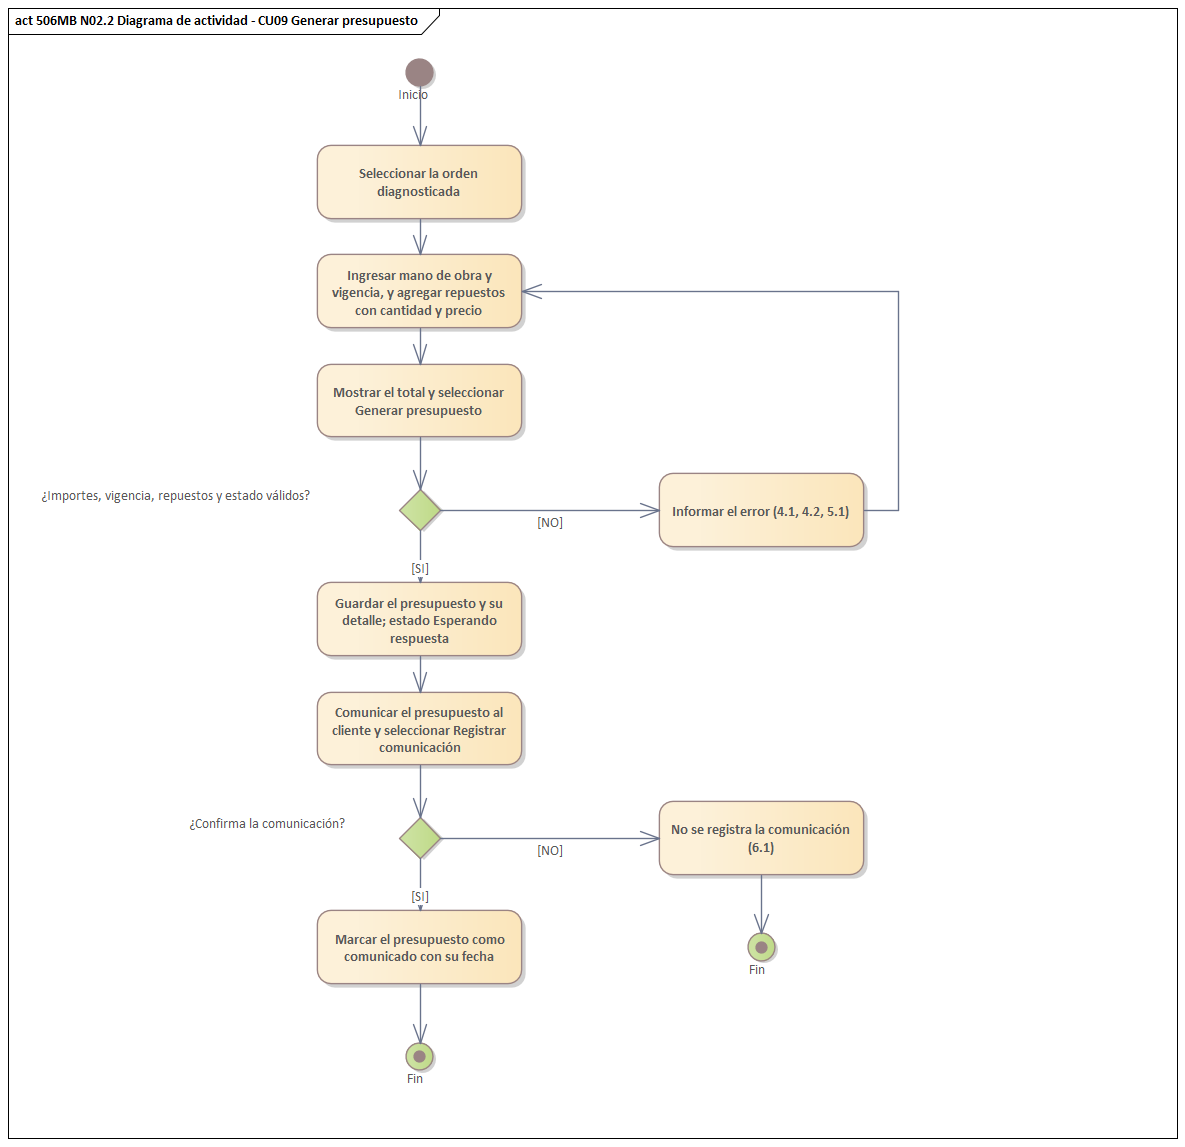 act 506MB N02.2 Diagrama de actividad - CU09 Generar presupuesto
Inicio
Seleccionar la orden
diagnosticada
Ingresar mano de obra y
vigencia, y agregar repuestos
con cantidad y precio
Mostrar el total y seleccionar
Generar presupuesto
¿Importes, vigencia, repuestos y estado válidos?
[NO]
Informar el error (4.1, 4.2, 5.1)
[SI]
Guardar el presupuesto y su
detalle; estado Esperando
respuesta
Comunicar el presupuesto al
cliente y seleccionar Registrar
comunicación
¿Confirma la comunicación?
[NO]
No se registra la comunicación
(6.1)
[SI]
Marcar el presupuesto como
comunicado con su fecha
Fin
Fin